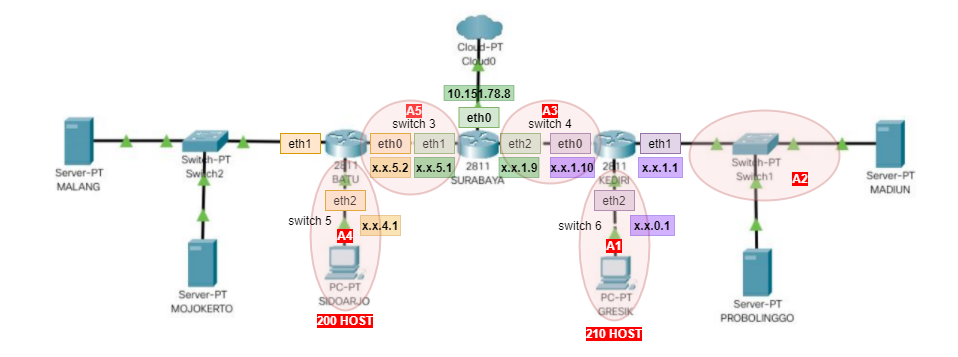 Cloud-PT
Cloud0
10.151.78.8
eth0
A5
switch 3
A3
switch 4
Server-PT
MALANG
Switch-PT
Switch2
eth1
2811
BATU
eth0
eth1
x.x.5.2
x.x.5.1
2811
SURABAYA
eth2
eth0
x.x.1.9
x.x.1.10
2811
KEDIRI
eth1
x.x.1.1
Switch-PT
Switch1
A2
Server-PT
MADIUN
switch 5
eth2
x.x.4.1
A4
switch 6
eth2
x.x.0.1
A1
Server-PT
MOJOKERTO
PC-PT
SIDOARJO
200 HOST
PC-PT
GRESIK
210 HOST
Server-PT
PROBOLINGGO